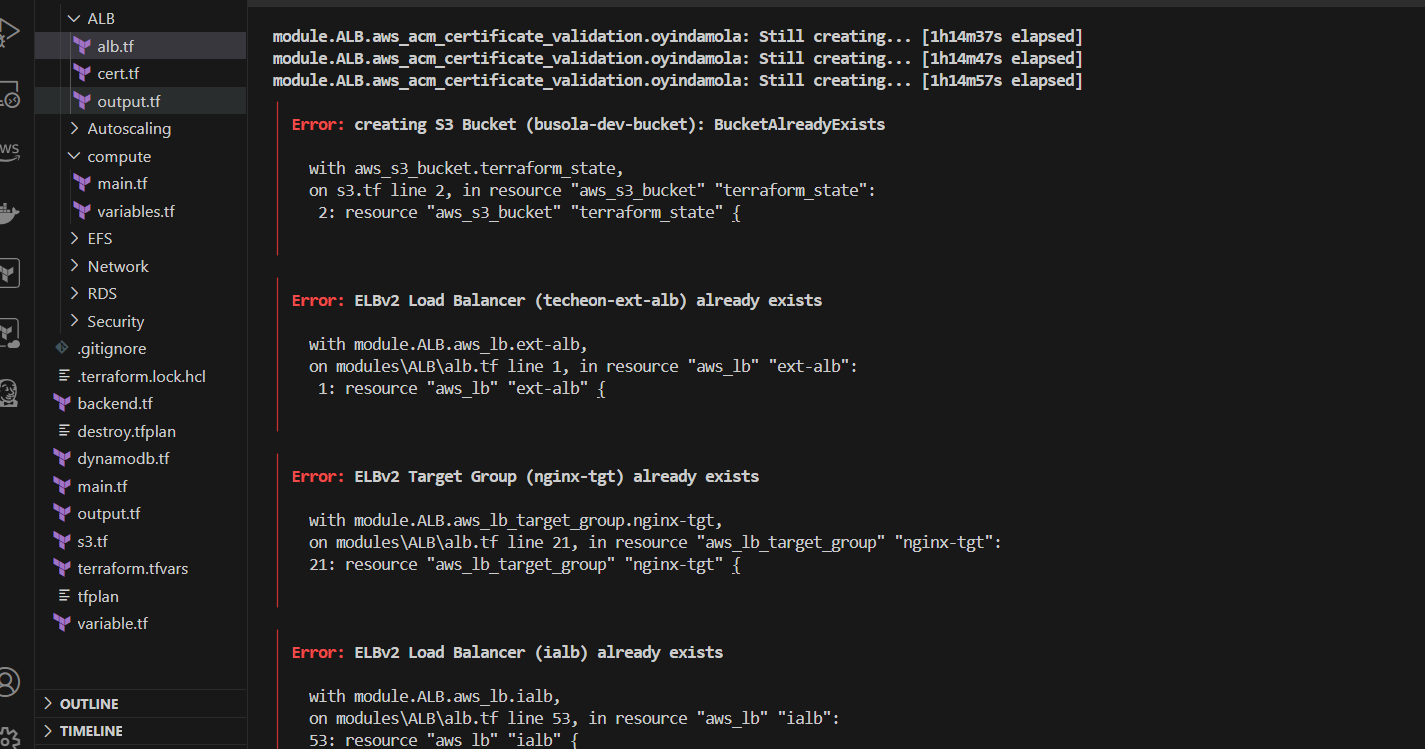 ALB
alb.tf
cert.tf
output.tf
Autoscaling
compute
main.tf
variables.tf
EFS
Network
RDS
Security
.gitignore
.terraform.lock.hcl
backend.tf
destroy.tfplan
dynamodb.tf
main.tf
output.tf
s3.tf
terraform.tfvars
tfplan
variable.tf
OUTLINE
TIMELINE
module.ALB.aws_acm_certificate_validation.oyindamola: Still creating... [1h14m37s elapsed]
module.ALB.aws_acm_certificate_validation.oyindamola: Still creating... [1h14m47s elapsed]
module.ALB.aws_acm_certificate_validation.oyindamola: Still creating... [1h14m57s elapsed]
Error: creating S3 Bucket (busola-dev-bucket): BucketAlreadyExists
with aws_s3_bucket.terraform_state,
on s3.tf line 2, in resource "aws_s3_bucket" "terraform_state":
2: resource "aws_s3_bucket" "terraform_state" {
Error: ELBv2 Load Balancer (techeon-ext-alb) already exists
with module.ALB.aws_lb.ext-alb,
on modules\ALB\alb.tf line 1, in resource "aws_lb" "ext-alb":
1: resource "aws_lb" "ext-alb" {
Error: ELBv2 Target Group (nginx-tgt) already exists
with module.ALB.aws_lb_target_group.nginx-tgt,
on modules\ALB\alb.tf line 21, in resource "aws_lb_target_group" "nginx-tgt":
21: resource "aws_lb_target_group" "nginx-tgt" {
Error: ELBv2 Load Balancer (ialb) already exists
with module.ALB.aws_lb.ialb,
on modules\ALB\alb.tf line 53, in resource "aws_lb" "ialb":
53: resource "aws_lb" "ialb" {